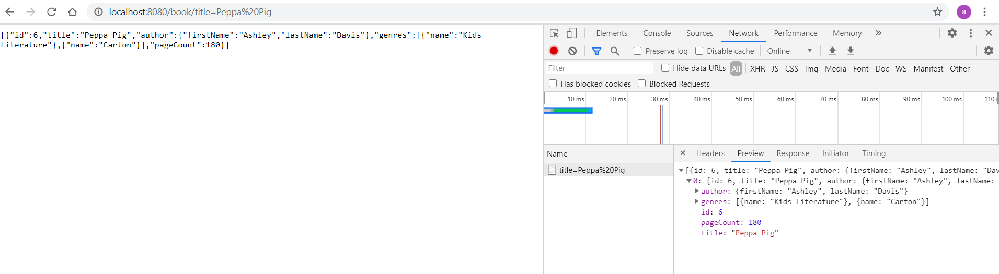 localhost:8080/book/title=Peppa%20Pig
a
[{"id":6,"title":"Peppa Pig","author":{"firstName":"Ashley","lastName":"Davis"},"genres":[{"name":"Kids
Literature"},{"name":"Carton"}],"pageCount":180}]
Elements Console Sources Network Performance Memory »
Preserve log Disable cache Online
Filter Hide data URLs All XHR JS CSS Img Media Font Doc WS Manifest Other
Has blocked cookies Blocked Requests
10 ms 20 ms 30 ms 40 ms 50 ms 60 ms 70 ms 80 ms 90 ms 100 ms 110
Name
title=Peppa%20Pig
Headers Preview Response Initiator Timing
[{id: 6, title: "Peppa Pig", author: {firstName: "Ashley", lastName: "Dav
0: {id: 6, title: "Peppa Pig", author: {firstName: "Ashley", lastName:
author: {firstName: "Ashley", lastName: "Davis"}
genres: [{name: "Kids Literature"}, {name: "Carton"}]
id: 6
pageCount: 180
title: "Peppa Pig"